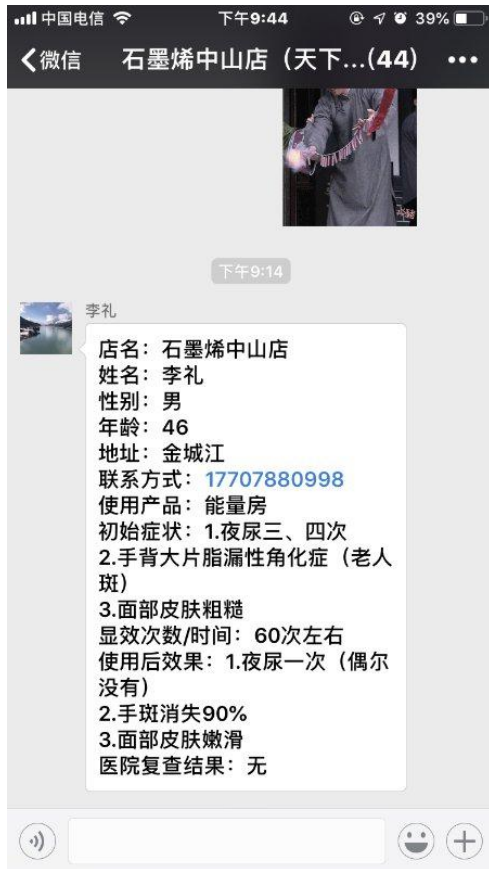 中国电信 下午9:44 39%
微信 石墨烯中山店（天下...(44)
下午9:14
李礼
店名：石墨烯中山店
姓名：李礼
性别：男
年龄：46
地址：金城江
联系方式：17707880998
使用产品：能量房
初始症状：1.夜尿三、四次
2.手背大片脂漏性角化症（老人
斑）
3.面部皮肤粗糙
显效次数/时间：60次左右
使用后效果：1.夜尿一次（偶尔
没有）
2.手斑消失90%
3.面部皮肤嫩滑
医院复查结果：无